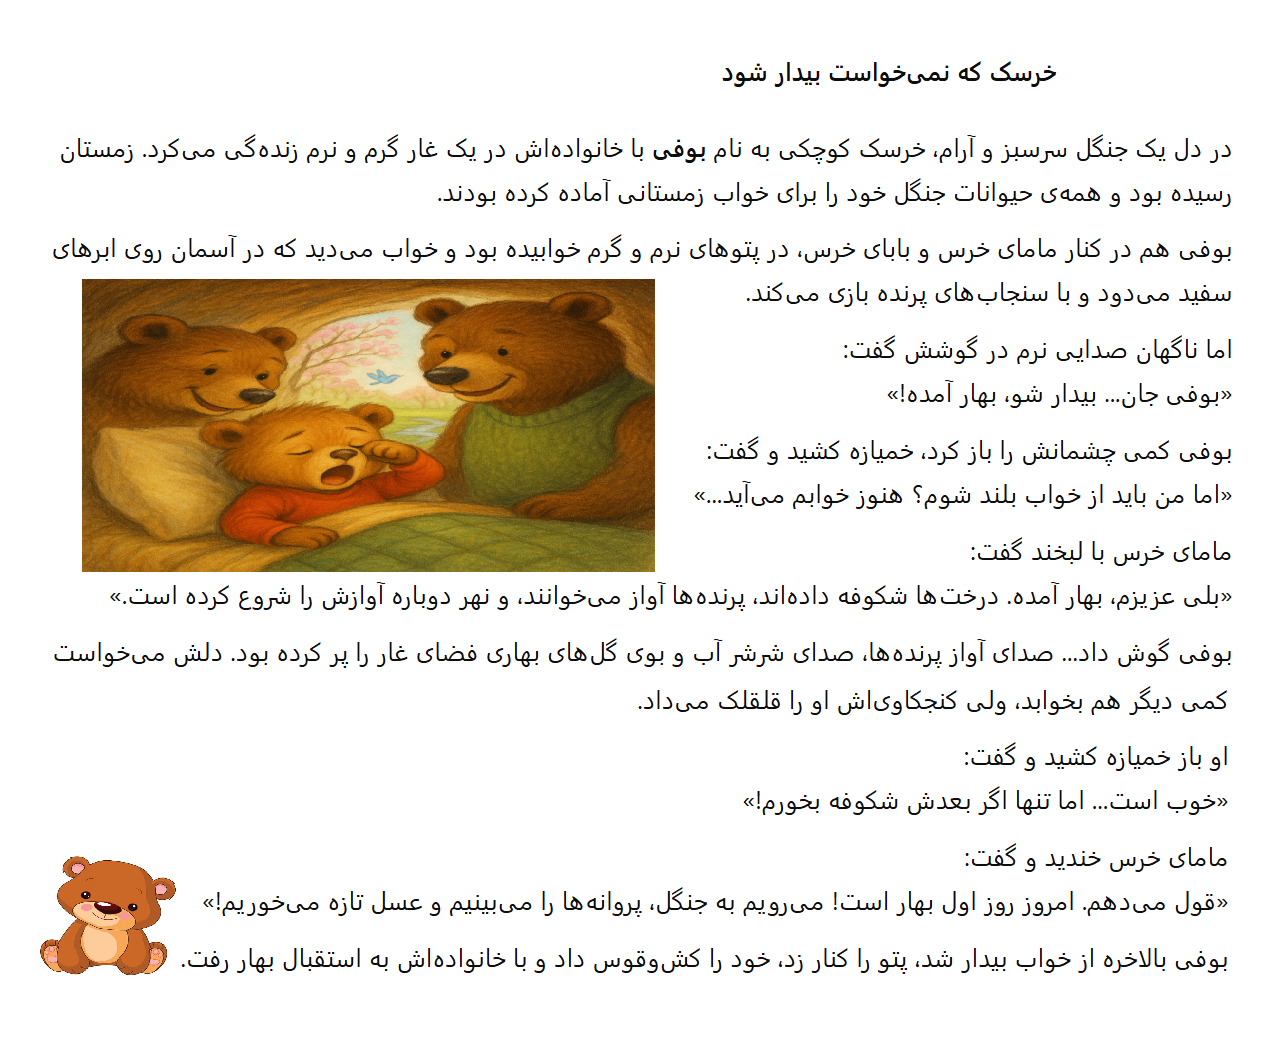 خرسک که نمی‌خواست بیدار شود
در دل یک جنگل سرسبز و آرام، خرسک کوچکی به نام بوفی با خانواده‌اش در یک غار گرم و نرم زنده‌گی می‌کرد. زمستان
رسیده بود و همه‌ی حیوانات جنگل خود را برای خواب زمستانی آماده کرده بودند.
بوفی هم در کنار مامای خرس و بابای خرس، در پتوهای نرم و گرم خوابیده بود و خواب می‌دید که در آسمان روی ابرهای
سفید می‌دود و با سنجاب‌های پرنده بازی می‌کند.
اما ناگهان صدایی نرم در گوشش گفت:
«بوفی جان... بیدار شو، بهار آمده!»
بوفی کمی چشمانش را باز کرد، خمیازه کشید و گفت:
«اما من باید از خواب بلند شوم؟ هنوز خوابم می‌آید...»
مامای خرس با لبخند گفت:
«بلی عزیزم، بهار آمده. درخت‌ها شکوفه داده‌اند، پرنده‌ها آواز می‌خوانند، و نهر دوباره آوازش را شروع کرده است.»
بوفی گوش داد... صدای آواز پرنده‌ها، صدای شرشر آب و بوی گل‌های بهاری فضای غار را پر کرده بود. دلش می‌خواست
کمی دیگر هم بخوابد، ولی کنجکاوی‌اش او را قلقلک می‌داد.
او باز خمیازه کشید و گفت:
«خوب است... اما تنها اگر بعدش شکوفه بخورم!»
مامای خرس خندید و گفت:
«قول می‌دهم. امروز روز اول بهار است! می‌رویم به جنگل، پروانه‌ها را می‌بینیم و عسل تازه می‌خوریم!»
بوفی بالاخره از خواب بیدار شد، پتو را کنار زد، خود را کش‌وقوس داد و با خانواده‌اش به استقبال بهار رفت.